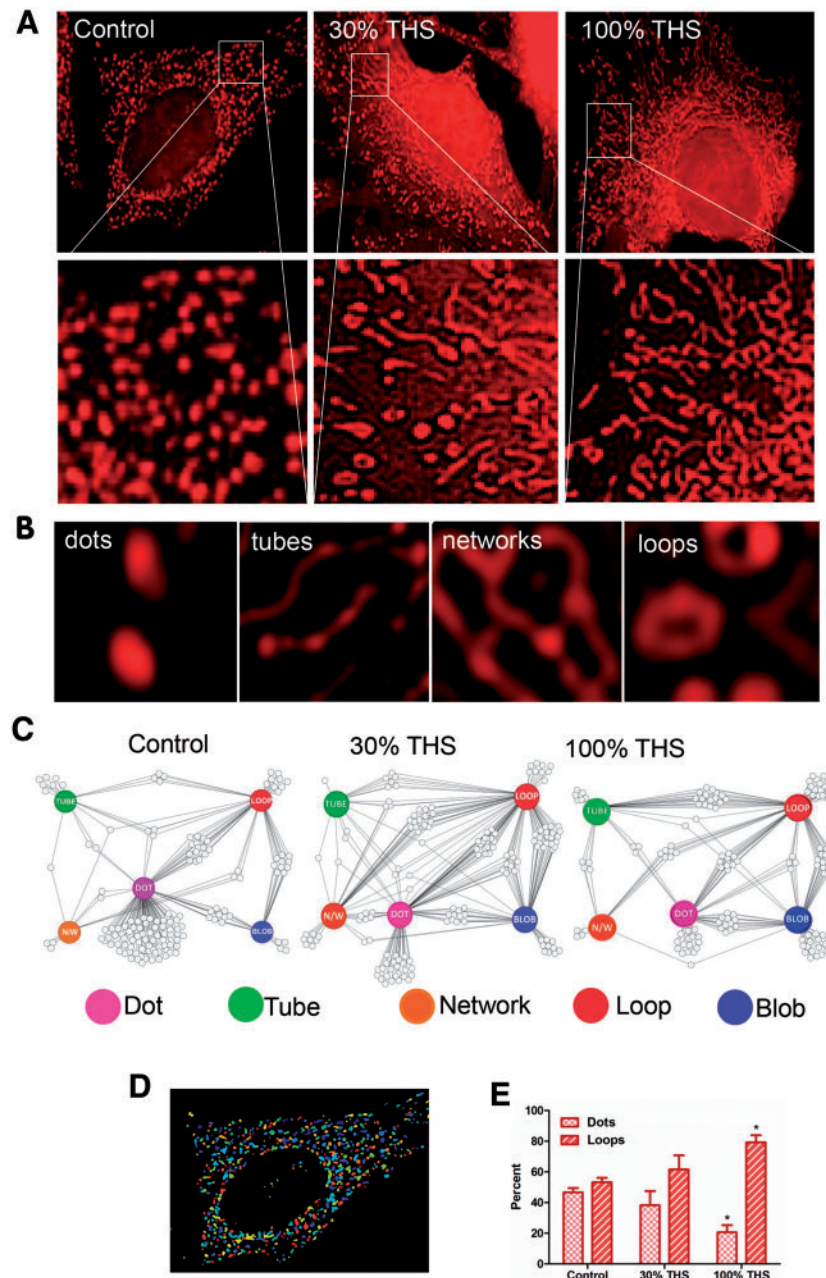 A
Control
30% THS
100% THS
B
dots
tubes
networks
loops
C
Control
30% THS
100% THS
TUBE
LOOP
DOT
N/W
BLOB
TUBE
LOOP
N/W
DOT
BLOB
TUBE
LOOP
N/W
DOT
BLOB
Dot
Tube
Network
Loop
Blob
D
E
100
80
60
40
20
0
Percent
Dots
Loops
*
*
Control
30% THS
100% THS